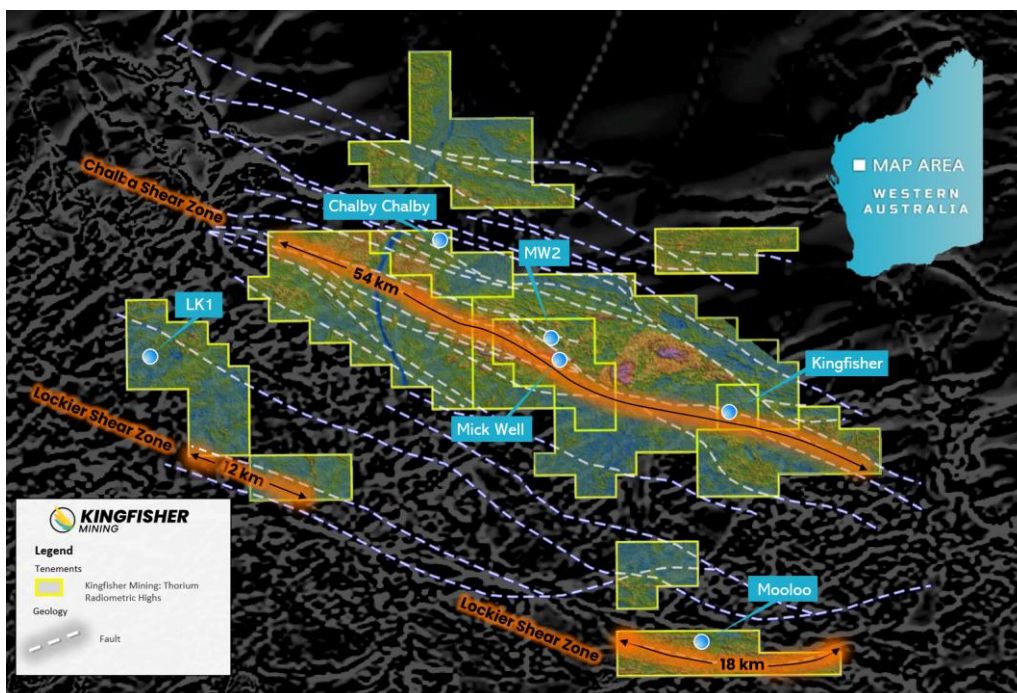 Chalba Shear Zone
Chalby Chalby
MAP AREA
WESTERN
AUSTRALIA
MW2
54 km
LK1
Kingfisher
Mick Well
Lockier Shear Zone
12 km
KINGFISHER
MINING
Legend
Tenements
Kingfisher Mining: Thorium
Radiometric Highs
Geology
Fault
Mooloo
Lockier Shear Zone
18 km